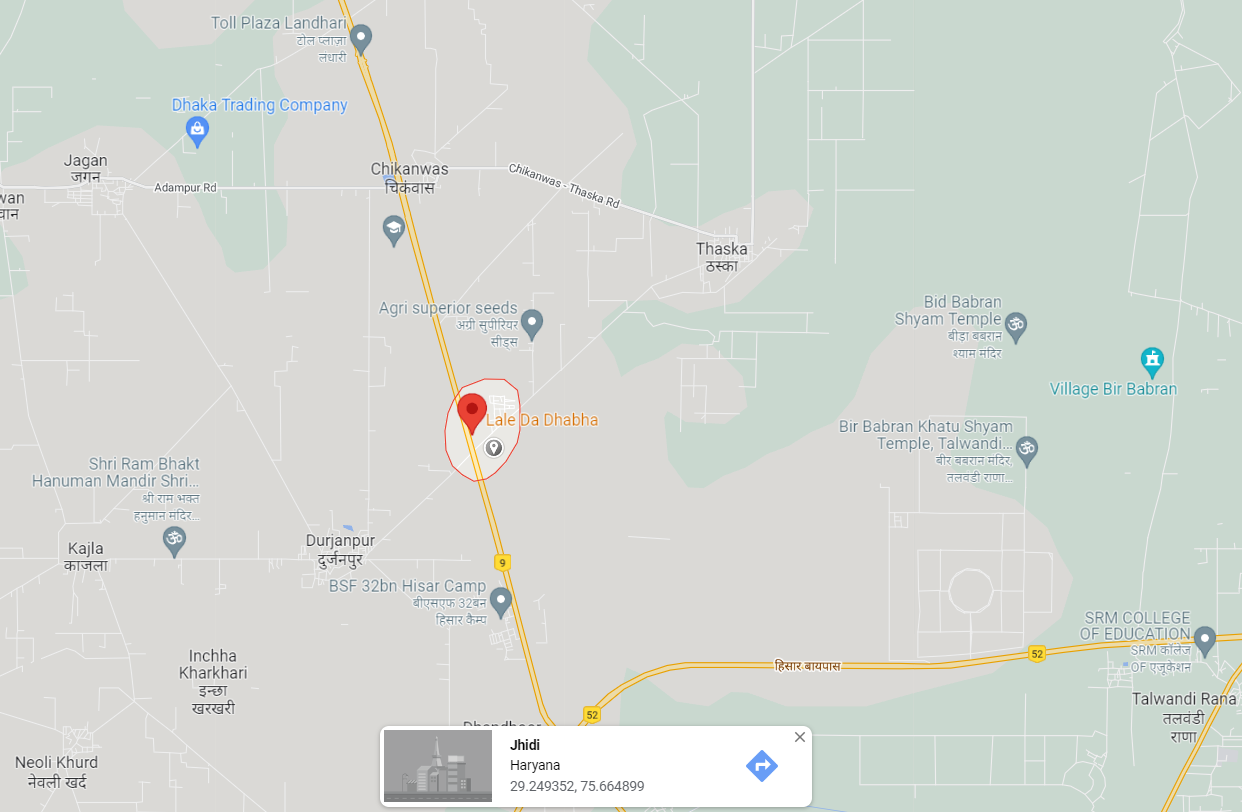 Toll Plaza Landhari
टोल प्लाज़ा
लधारी
Dhaka Trading Company
Jagan
जगन
Adampur Rd
wan
वान
Chikanwas
चिकंवास
Chikanwas - Thaska Rd
Thaska
ठस्का
Agri superior seeds
अग्री सुपीरियर
सीड्स
Bid Babran
Shyam Temple
बीड़ा बबरान
श्याम मंदिर
Village Bir Babran
Lale Da Dhabha
Bir Babran Khatu Shyam
Temple, Talwandi...
बीर बबरान मंदिर,
तलवंडी राणा...
Shri Ram Bhakt
Hanuman Mandir Shri...
श्री राम भक्त
हनुमान मंदिर...
Kajla
काजला
Durjanpur
दुर्जनपुर
9
BSF 32bn Hisar Camp
बीएसएफ 32बन
हिसार कैम्प
SRM COLLEGE
OF EDUCATION
SRM कॉलेज
OF एजूकेशन
52
हिसार बायपास
Inchha
Kharkhari
इन्छा
खरखरी
Talwandi Rana
तलवंडी
राणा
52
Neoli Khurd
नेवली खर्द
Jhidi
Haryana
29.249352, 75.664899